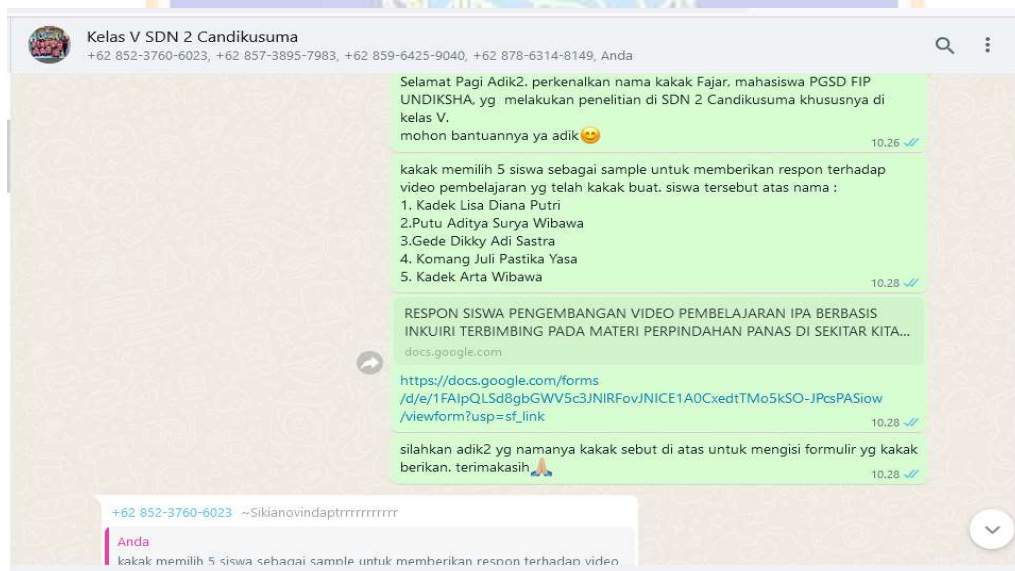 Kelas V SDN 2 Candikusuma
+62 852-3760-6023, +62 857-3895-7983, +62 859-6425-9040, +62 878-6314-8149, Anda
Selamat Pagi Adik2. perkenalkan nama kakak Fajar, mahasiswa PGSD FIP
UNDIKSHA, yg melakukan penelitian di SDN 2 Candikusuma khususnya di
kelas V.
mohon bantuannya ya adik😊
10.26
kakak memilih 5 siswa sebagai sample untuk memberikan respon terhadap
video pembelajaran yg telah kakak buat. siswa tersebut atas nama :
1. Kadek Lisa Diana Putri
2.Putu Aditya Surya Wibawa
3.Gede Dikky Adi Sastra
4. Komang Juli Pastika Yasa
5. Kadek Arta Wibawa
10.28
RESPON SISWA PENGEMBANGAN VIDEO PEMBELAJARAN IPA BERBASIS
INKUIRI TERBIMBING PADA MATERI PERPINDAHAN PANAS DI SEKITAR KITA...
docs.google.com
https://docs.google.com/forms
/d/e/1FAIpQLSd8gbGWV5c3JNIRFovJNICE1A0CxedtTMo5kSO-JPcsPASiow
/viewform?usp=sf_link
10.28
silahkan adik2 yg namanya kakak sebut di atas untuk mengisi formulir yg kakak
berikan. terimakasih🙏
10.28
+62 852-3760-6023 ~Sikianovindaptrrrrrrrrrrr
Anda
kakak memilih 5 siswa sebagai sample untuk memberikan respon terhadap video